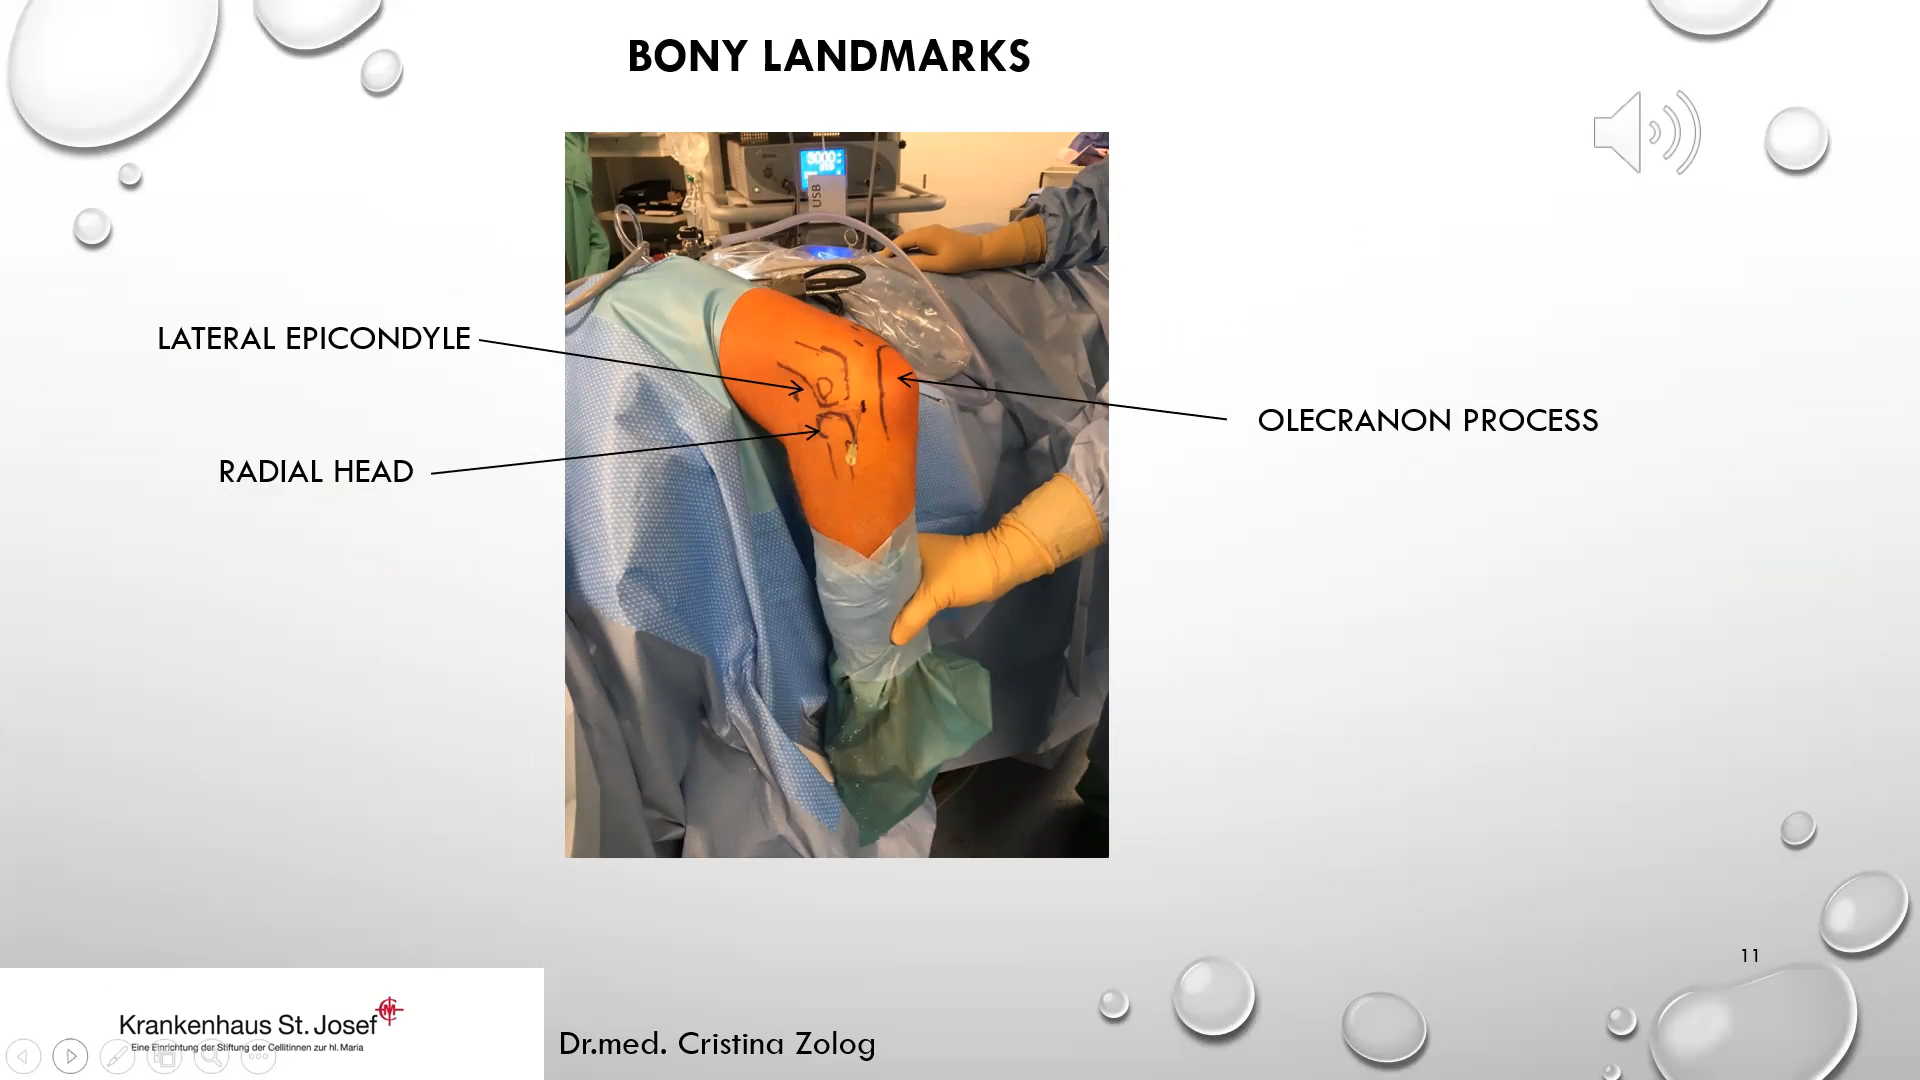 BONY LANDMARKS
USB
LATERAL EPICONDYLE
OLECRANON PROCESS
RADIAL HEAD
11
Krankenhaus St. Josef
Eine Einrichtung der Stiftung der Cellitinnen zur hl. Maria
Dr.med. Cristina Zolog